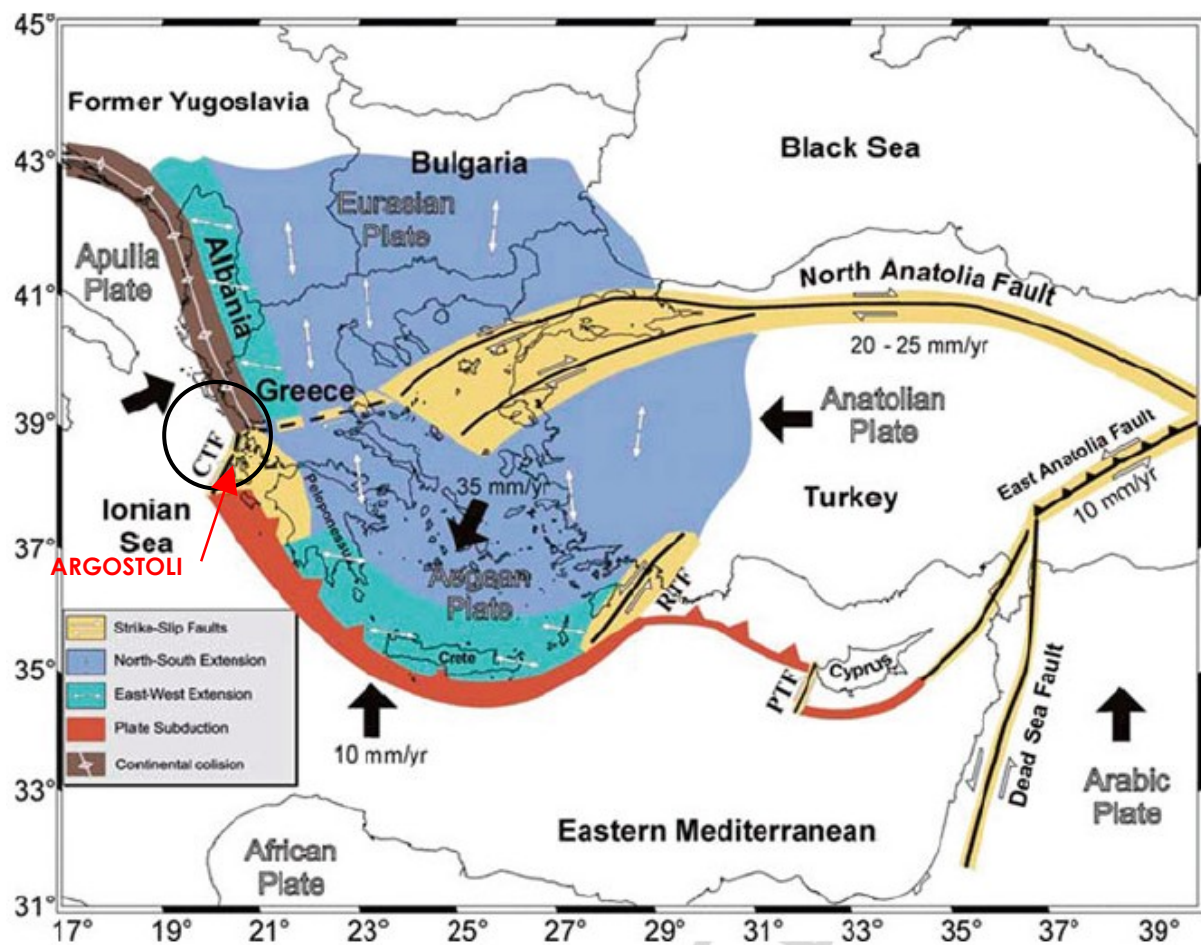 45°
Former Yugoslavia
Black Sea
43°
Bulgaria
Eurasian
Plate
Apulia
Plate
Albania
41°
North Anatolia Fault
20 - 25 mm/yr
Greece
39°
Anatolian
Plate
East Anatolia Fault
10 mm/yr
CTF
35 mm/yr
Turkey
Peloponessus
Ionian
Sea
37°
ARGOSTOLI
Aegean
Plate
RTF
Strike-Slip Faults
North-South Extension
East-West Extension
Plate Subduction
Continental colision
35°
Crete
PTF
Cyprus
10 mm/yr
Dead Sea Fault
33°
Arabic
Plate
Eastern Mediterranean
African
Plate
31°
17° 19° 21° 23° 25° 27° 29° 31° 33° 35° 37° 39°